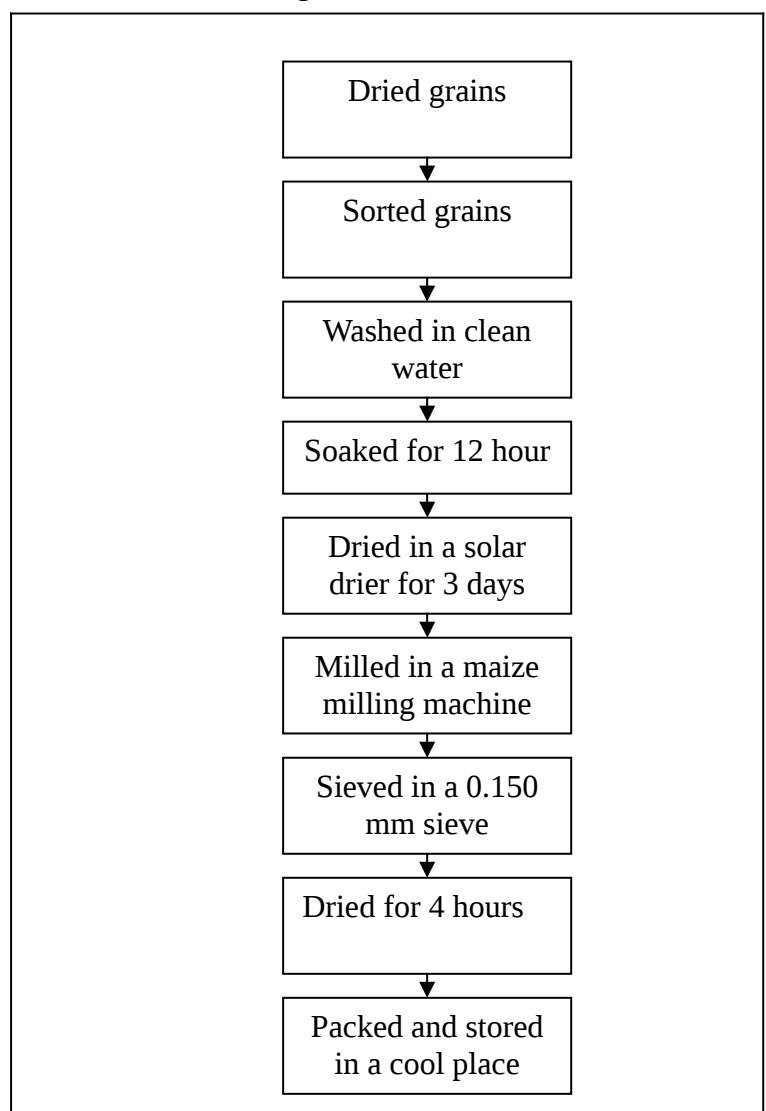 Dried grains
Sorted grains
Washed in clean
water
Soaked for 12 hour
Dried in a solar
drier for 3 days
Milled in a maize
milling machine
Sieved in a 0.150
mm sieve
Dried for 4 hours
Packed and stored
in a cool place